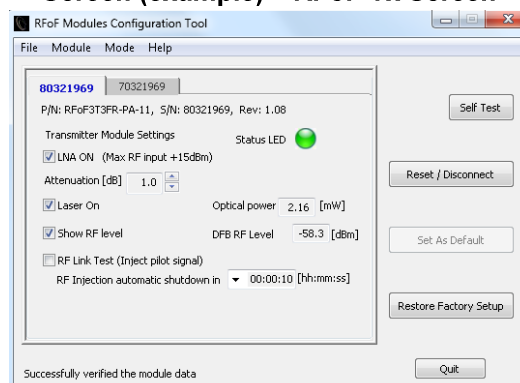 Screen (example) – RFoF Tx Screen
RFoF Modules Configuration Tool
File Module Mode Help
80321969 70321969
P/N: RFoF3T3FR-PA-11, S/N: 80321969, Rev: 1.08
Self Test
Transmitter Module Settings Status LED
LNA ON (Max RF input +15dBm)
Attenuation [dB] 1.0
Reset / Disconnect
Laser On Optical power 2.16 [mW]
Show RF level DFB RF Level -58.3 [dBm]
Set As Default
RF Link Test (Inject pilot signal)
RF Injection automatic shutdown in 00:00:10 [hh:mm:ss]
Restore Factory Setup
Successfully verified the module data
Quit